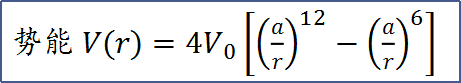 势能 V(r) = 4V₀ [(a/r)¹² − (a/r)⁶]